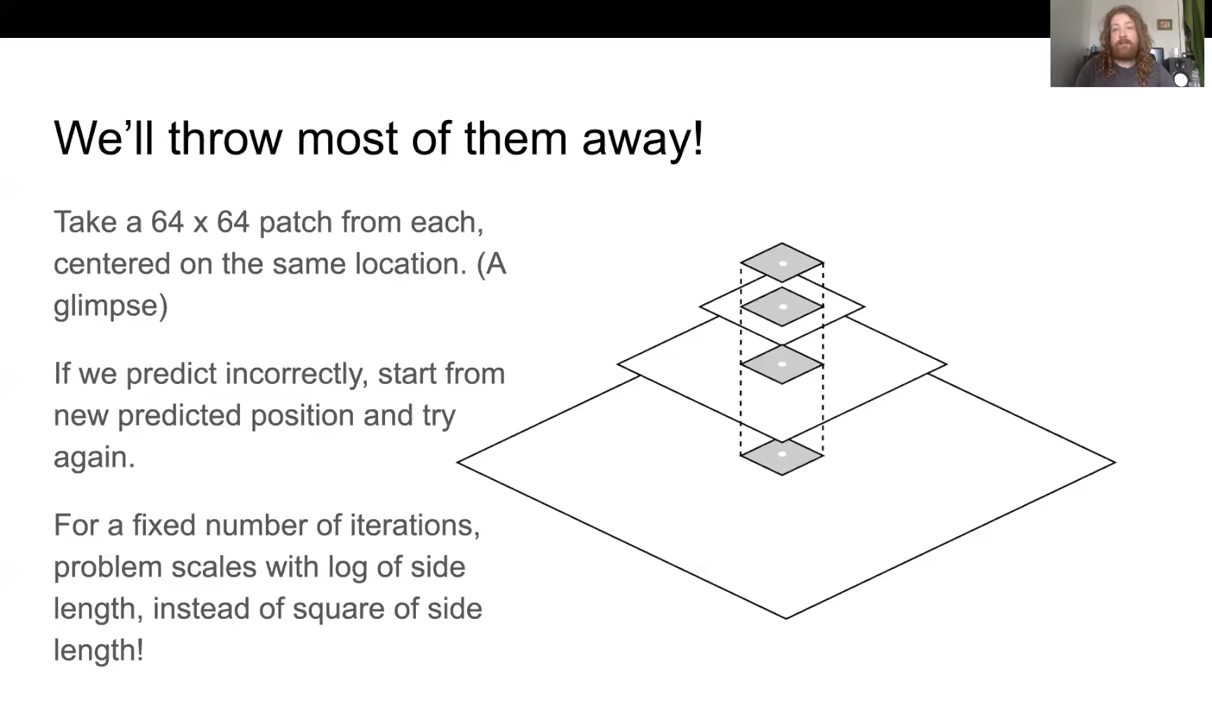 We’ll throw most of them away!
Take a 64 x 64 patch from each,
centered on the same location. (A
glimpse)
If we predict incorrectly, start from
new predicted position and try
again.
For a fixed number of iterations,
problem scales with log of side
length, instead of square of side
length!